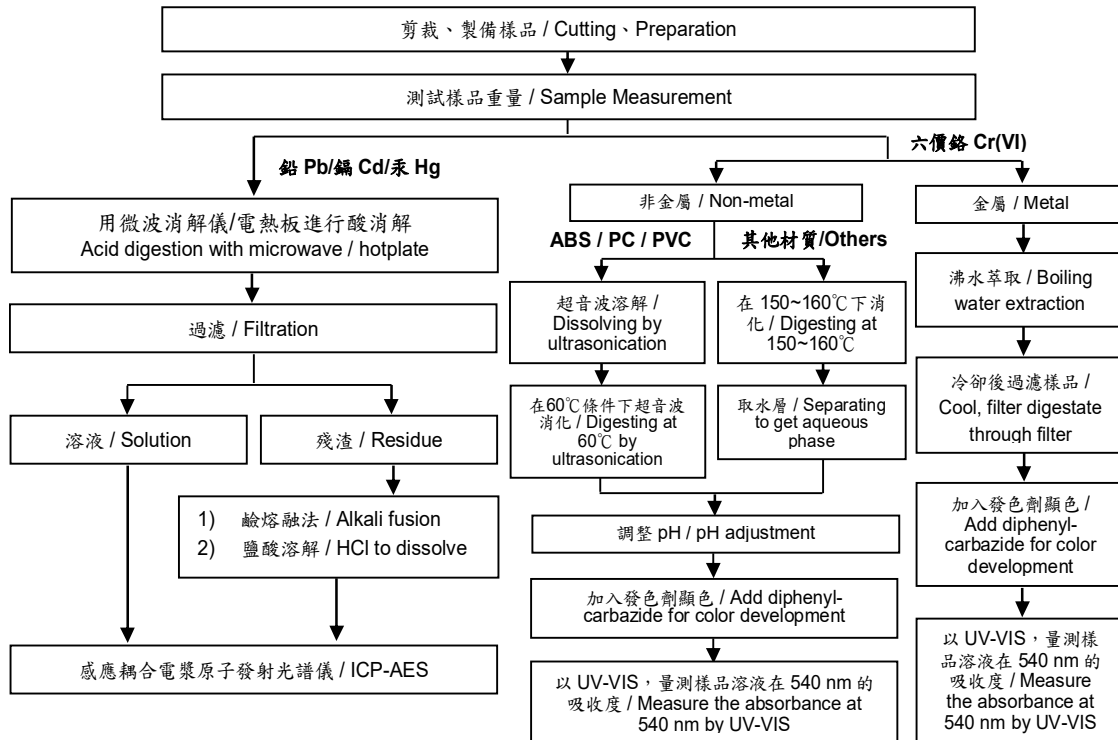 剪裁、製備樣品 / Cutting、Preparation
測試樣品重量 / Sample Measurement
鉛 Pb/鎘 Cd/汞 Hg
用微波消解儀/電熱板進行酸消解
Acid digestion with microwave / hotplate
過濾 / Filtration
溶液 / Solution
殘渣 / Residue
1) 鹼熔融法 / Alkali fusion
2) 鹽酸溶解 / HCl to dissolve
感應耦合電漿原子發射光譜儀 / ICP-AES
六價鉻 Cr(VI)
非金屬 / Non-metal
ABS / PC / PVC
超音波溶解 /
Dissolving by
ultrasonication
在60℃條件下超音波
消化 / Digesting at
60℃ by
ultrasonication
其他材質/Others
在 150~160℃下消
化 / Digesting at
150~160℃
取水層 / Separating
to get aqueous
phase
調整 pH / pH adjustment
加入發色劑顯色 / Add diphenyl-
carbazide for color development
以 UV-VIS，量測樣品溶液在 540 nm 的
吸收度 / Measure the absorbance at
540 nm by UV-VIS
金屬 / Metal
沸水萃取 / Boiling
water extraction
冷卻後過濾樣品 /
Cool, filter digestate
through filter
加入發色劑顯色 /
Add diphenyl-
carbazide for color
development
以 UV-VIS，量測樣
品溶液在 540 nm 的
吸收度 / Measure
the absorbance at
540 nm by UV-VIS